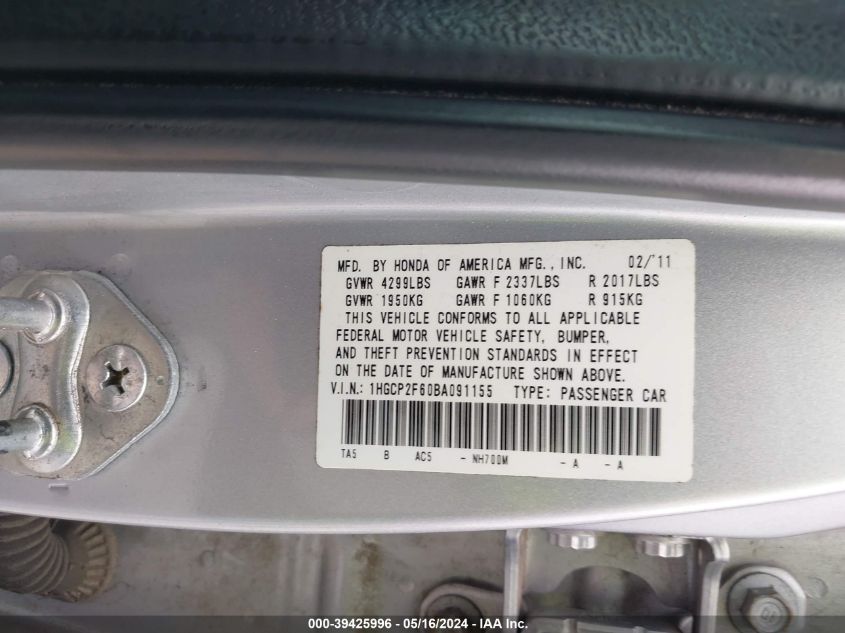 MFD. BY HONDA OF AMERICA MFG., INC. 02/'11
GVWR 4299LBS GAWR F 2337LBS R 2017LBS
GVWR 1950KG GAWR F 1060KG R 915KG
THIS VEHICLE CONFORMS TO ALL APPLICABLE
FEDERAL MOTOR VEHICLE SAFETY, BUMPER,
AND THEFT PREVENTION STANDARDS IN EFFECT
ON THE DATE OF MANUFACTURE SHOWN ABOVE.
V.I.N.: 1HGCP2F60BA091155 TYPE: PASSENGER CAR
TA5 B AC5 - NH700M - A - A
000-39425996 - 05/16/2024 - IAA Inc.